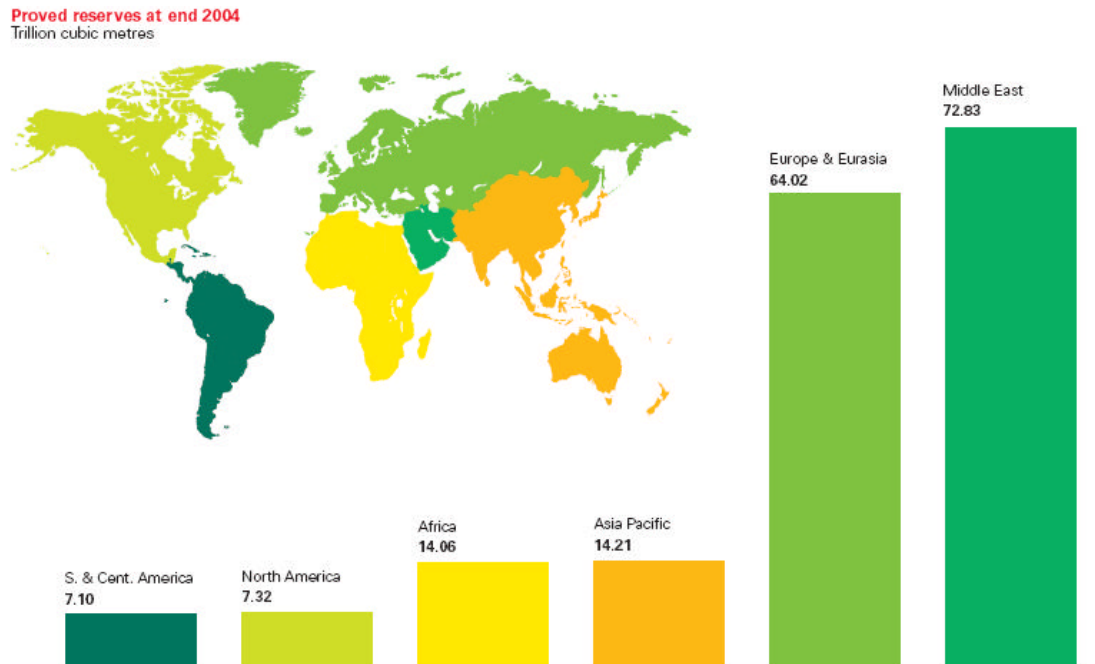 Proved reserves at end 2004
Trillion cubic metres
Middle East
72.83
Europe & Eurasia
64.02
Africa
14.06
Asia Pacific
14.21
S. & Cent. America
7.10
North America
7.32